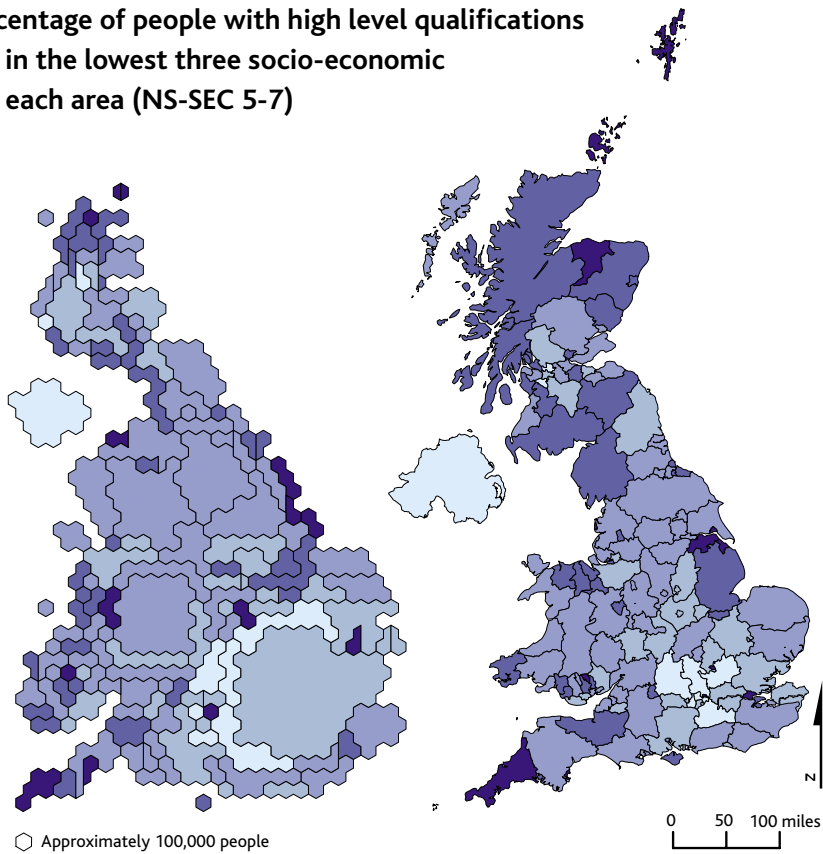 centage of people with high level qualifications
in the lowest three socio-economic
each area (NS-SEC 5-7)
Approximately 100,000 people
N
0 50 100 miles